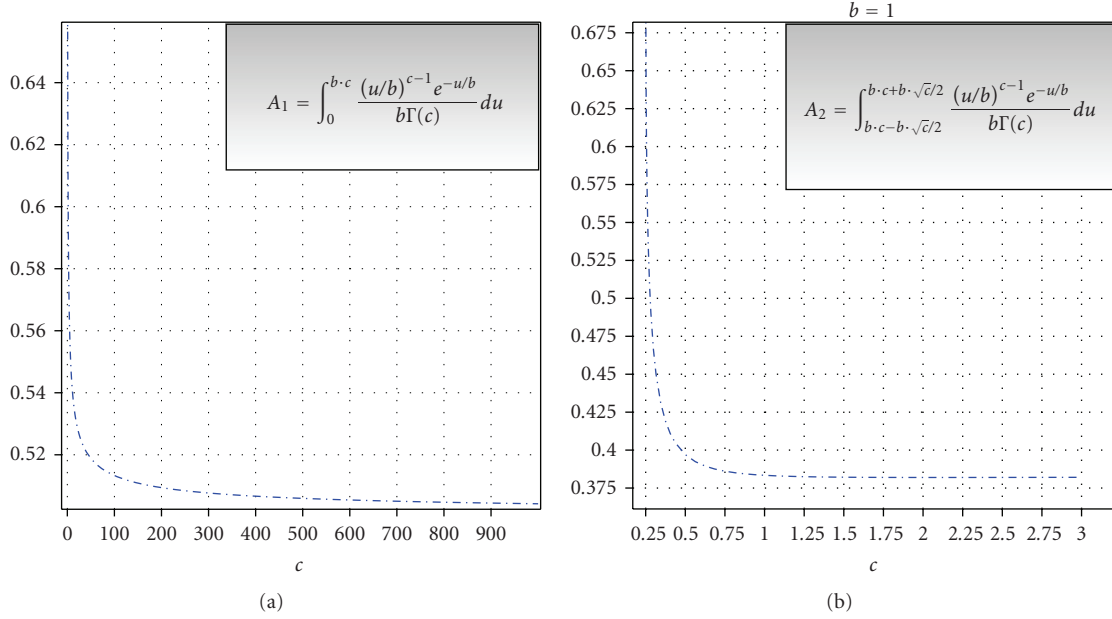 b = 1
A₁ = ∫₀^{b·c} (u/b)^{c−1} e^{−u/b} / bΓ(c) du
0.64
0.62
0.6
0.58
0.56
0.54
0.52
0 100 200 300 400 500 600 700 800 900
c
(a)
A₂ = ∫_{b·c−b·√c/2}^{b·c+b·√c/2} (u/b)^{c−1} e^{−u/b} / bΓ(c) du
0.675
0.65
0.625
0.6
0.575
0.55
0.525
0.5
0.475
0.45
0.425
0.4
0.375
0.25 0.5 0.75 1 1.25 1.5 1.75 2 2.25 2.5 2.75 3
c
(b)